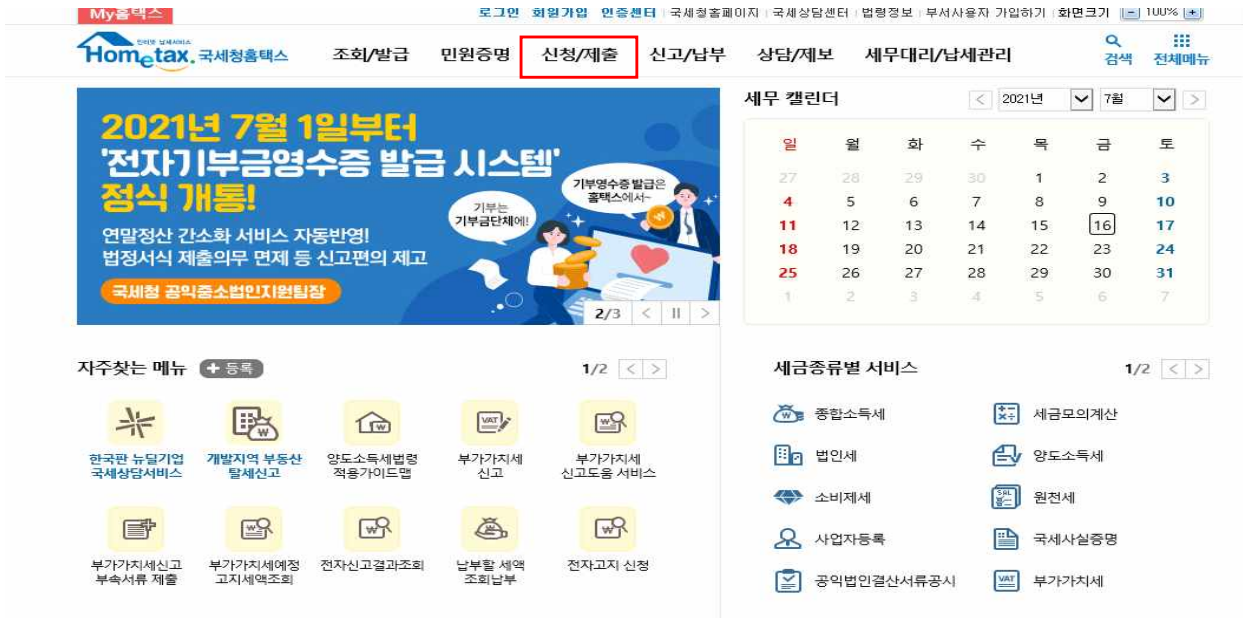 My홈택스
로그인 회원가입 인증센터 국세청홈페이지 국세상담센터 법령정보 부서사용자 가입하기 화면크기 - 100% +
인터넷 납세서비스
Hometax. 국세청홈택스
조회/발급 민원증명 신청/제출 신고/납부 상담/제보 세무대리/납세관리
검색 전체메뉴
2021년 7월 1일부터
'전자기부금영수증 발급 시스템'
정식 개통!
연말정산 간소화 서비스 자동반영!
법정서식 제출의무 면제 등 신고편의 제고
국세청 공익중소법인지원팀장
기부는
기부금단체에!
기부영수증 발급은
홈택스에서~
2/3 < II >
세무 캘린더
< 2021년 7월 >
일 월 화 수 목 금 토
27 28 29 30 1 2 3
4 5 6 7 8 9 10
11 12 13 14 15 16 17
18 19 20 21 22 23 24
25 26 27 28 29 30 31
1 2 3 4 5 6 7
자주찾는 메뉴 + 등록
1/2 < >
한국판 뉴딜기업
국세상담서비스
개발지역 부동산
탈세신고
양도소득세법령
적용가이드맵
부가가치세
신고
부가가치세
신고도움 서비스
부가가치세신고
부속서류 제출
부가가치세예정
고지세액조회
전자신고결과조회
납부할 세액
조회납부
전자고지 신청
세금종류별 서비스
1/2 < >
종합소득세
세금모의계산
법인세
양도소득세
소비제세
원천세
사업자등록
국세사실증명
공익법인결산서류공시
부가가치세